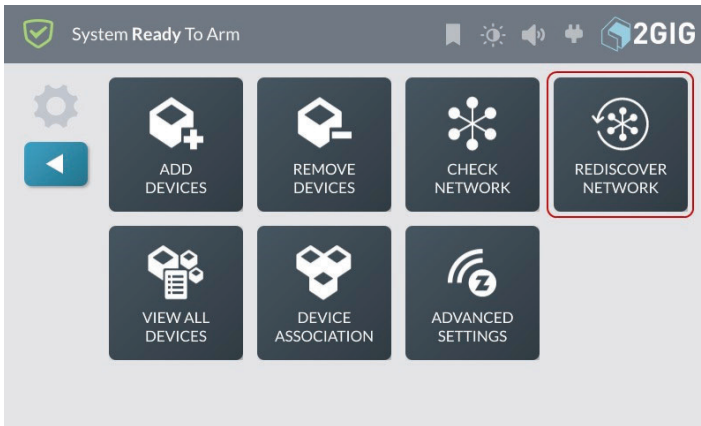 System Ready To Arm
2GIG
ADD
DEVICES
REMOVE
DEVICES
CHECK
NETWORK
REDISCOVER
NETWORK
VIEW ALL
DEVICES
DEVICE
ASSOCIATION
Z
ADVANCED
SETTINGS